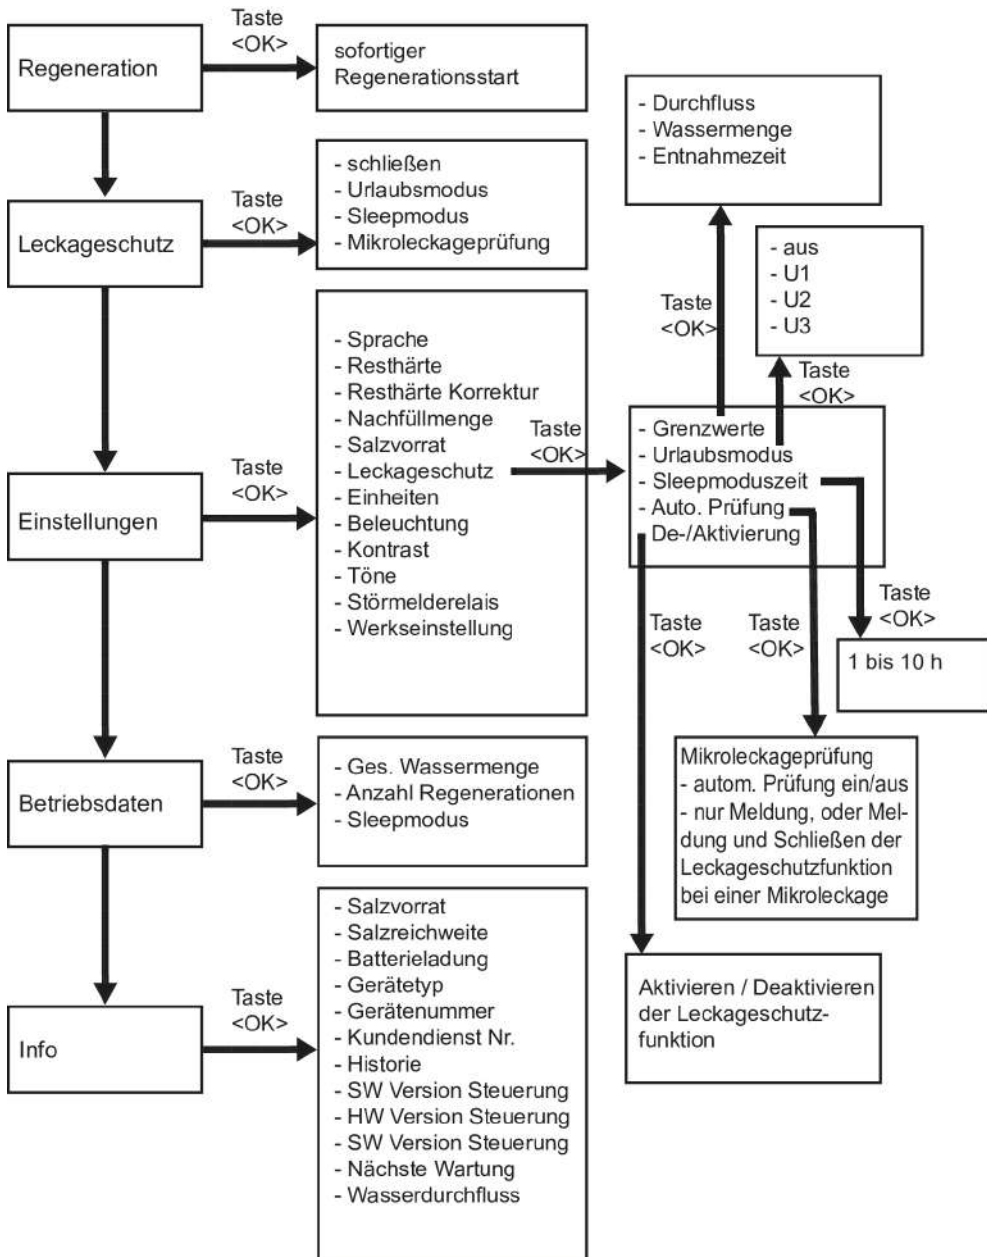 Regeneration
Taste
<OK>
sofortiger
Regenerationsstart
Leckageschutz
Taste
<OK>
- schließen
- Urlaubsmodus
- Sleepmodus
- Mikroleckageprüfung
Einstellungen
Taste
<OK>
- Sprache
- Resthärte
- Resthärte Korrektur
- Nachfüllmenge
- Salzvorrat
- Leckageschutz
- Einheiten
- Beleuchtung
- Kontrast
- Töne
- Störmelderelais
- Werkseinstellung
Taste
<OK>
- Grenzwerte
- Urlaubsmodus
- Sleepmoduszeit
- Auto. Prüfung
- De-/Aktivierung
Taste
<OK>
- Durchfluss
- Wassermenge
- Entnahmezeit
Taste
<OK>
- aus
- U1
- U2
- U3
Taste
<OK>
1 bis 10 h
Taste
<OK>
Mikroleckageprüfung
- autom. Prüfung ein/aus
- nur Meldung, oder Mel-
dung und Schließen der
Leckageschutzfunktion
bei einer Mikroleckage
Taste
<OK>
Aktivieren / Deaktivieren
der Leckageschutz-
funktion
Betriebsdaten
Taste
<OK>
- Ges. Wassermenge
- Anzahl Regenerationen
- Sleepmodus
Info
Taste
<OK>
- Salzvorrat
- Salzreichweite
- Batterieladung
- Gerätetyp
- Gerätenummer
- Kundendienst Nr.
- Historie
- SW Version Steuerung
- HW Version Steuerung
- SW Version Steuerung
- Nächste Wartung
- Wasserdurchfluss